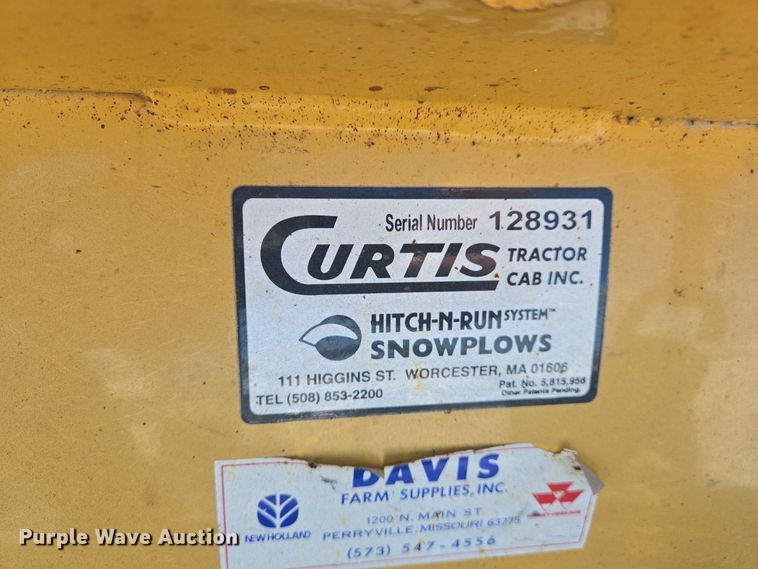 Serial Number 128931
CURTIS TRACTOR
CAB INC.
HITCH-N-RUN SYSTEM™
SNOWPLOWS
111 HIGGINS ST. WORCESTER, MA 01606
Pat. No. 5,815,956
TEL (508) 853-2200
Other Patents Pending.
DAVIS
FARM SUPPLIES, INC.
1200 N. MAIN ST.
PERRYVILLE, MISSOURI 63775
(573) 547-4556
NEW HOLLAND
Purple Wave Auction